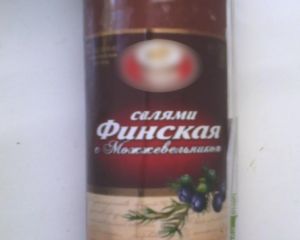 салями
Финская
с Можжевельником